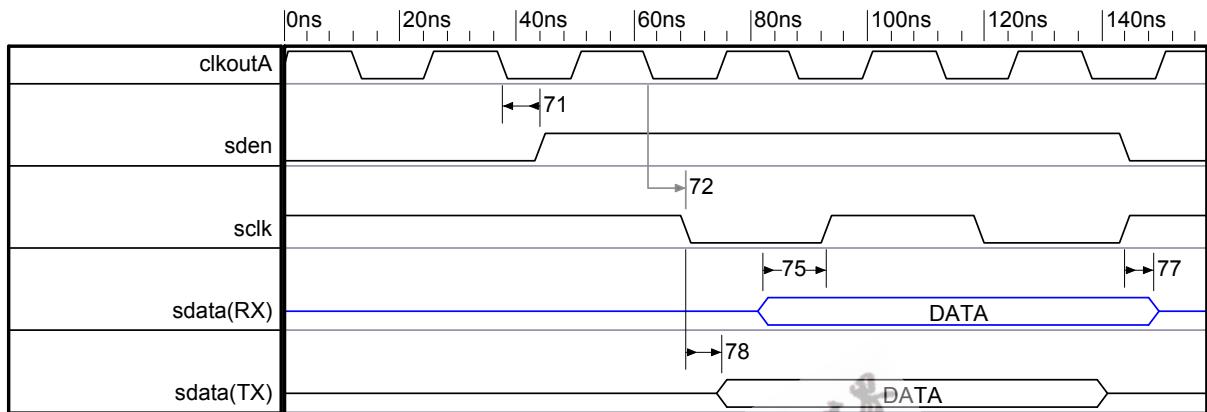 0ns 20ns 40ns 60ns 80ns 100ns 120ns 140ns
clkoutA
71
sden
72
sclk
75 77
sdata(RX) DATA
78
sdata(TX) DATA